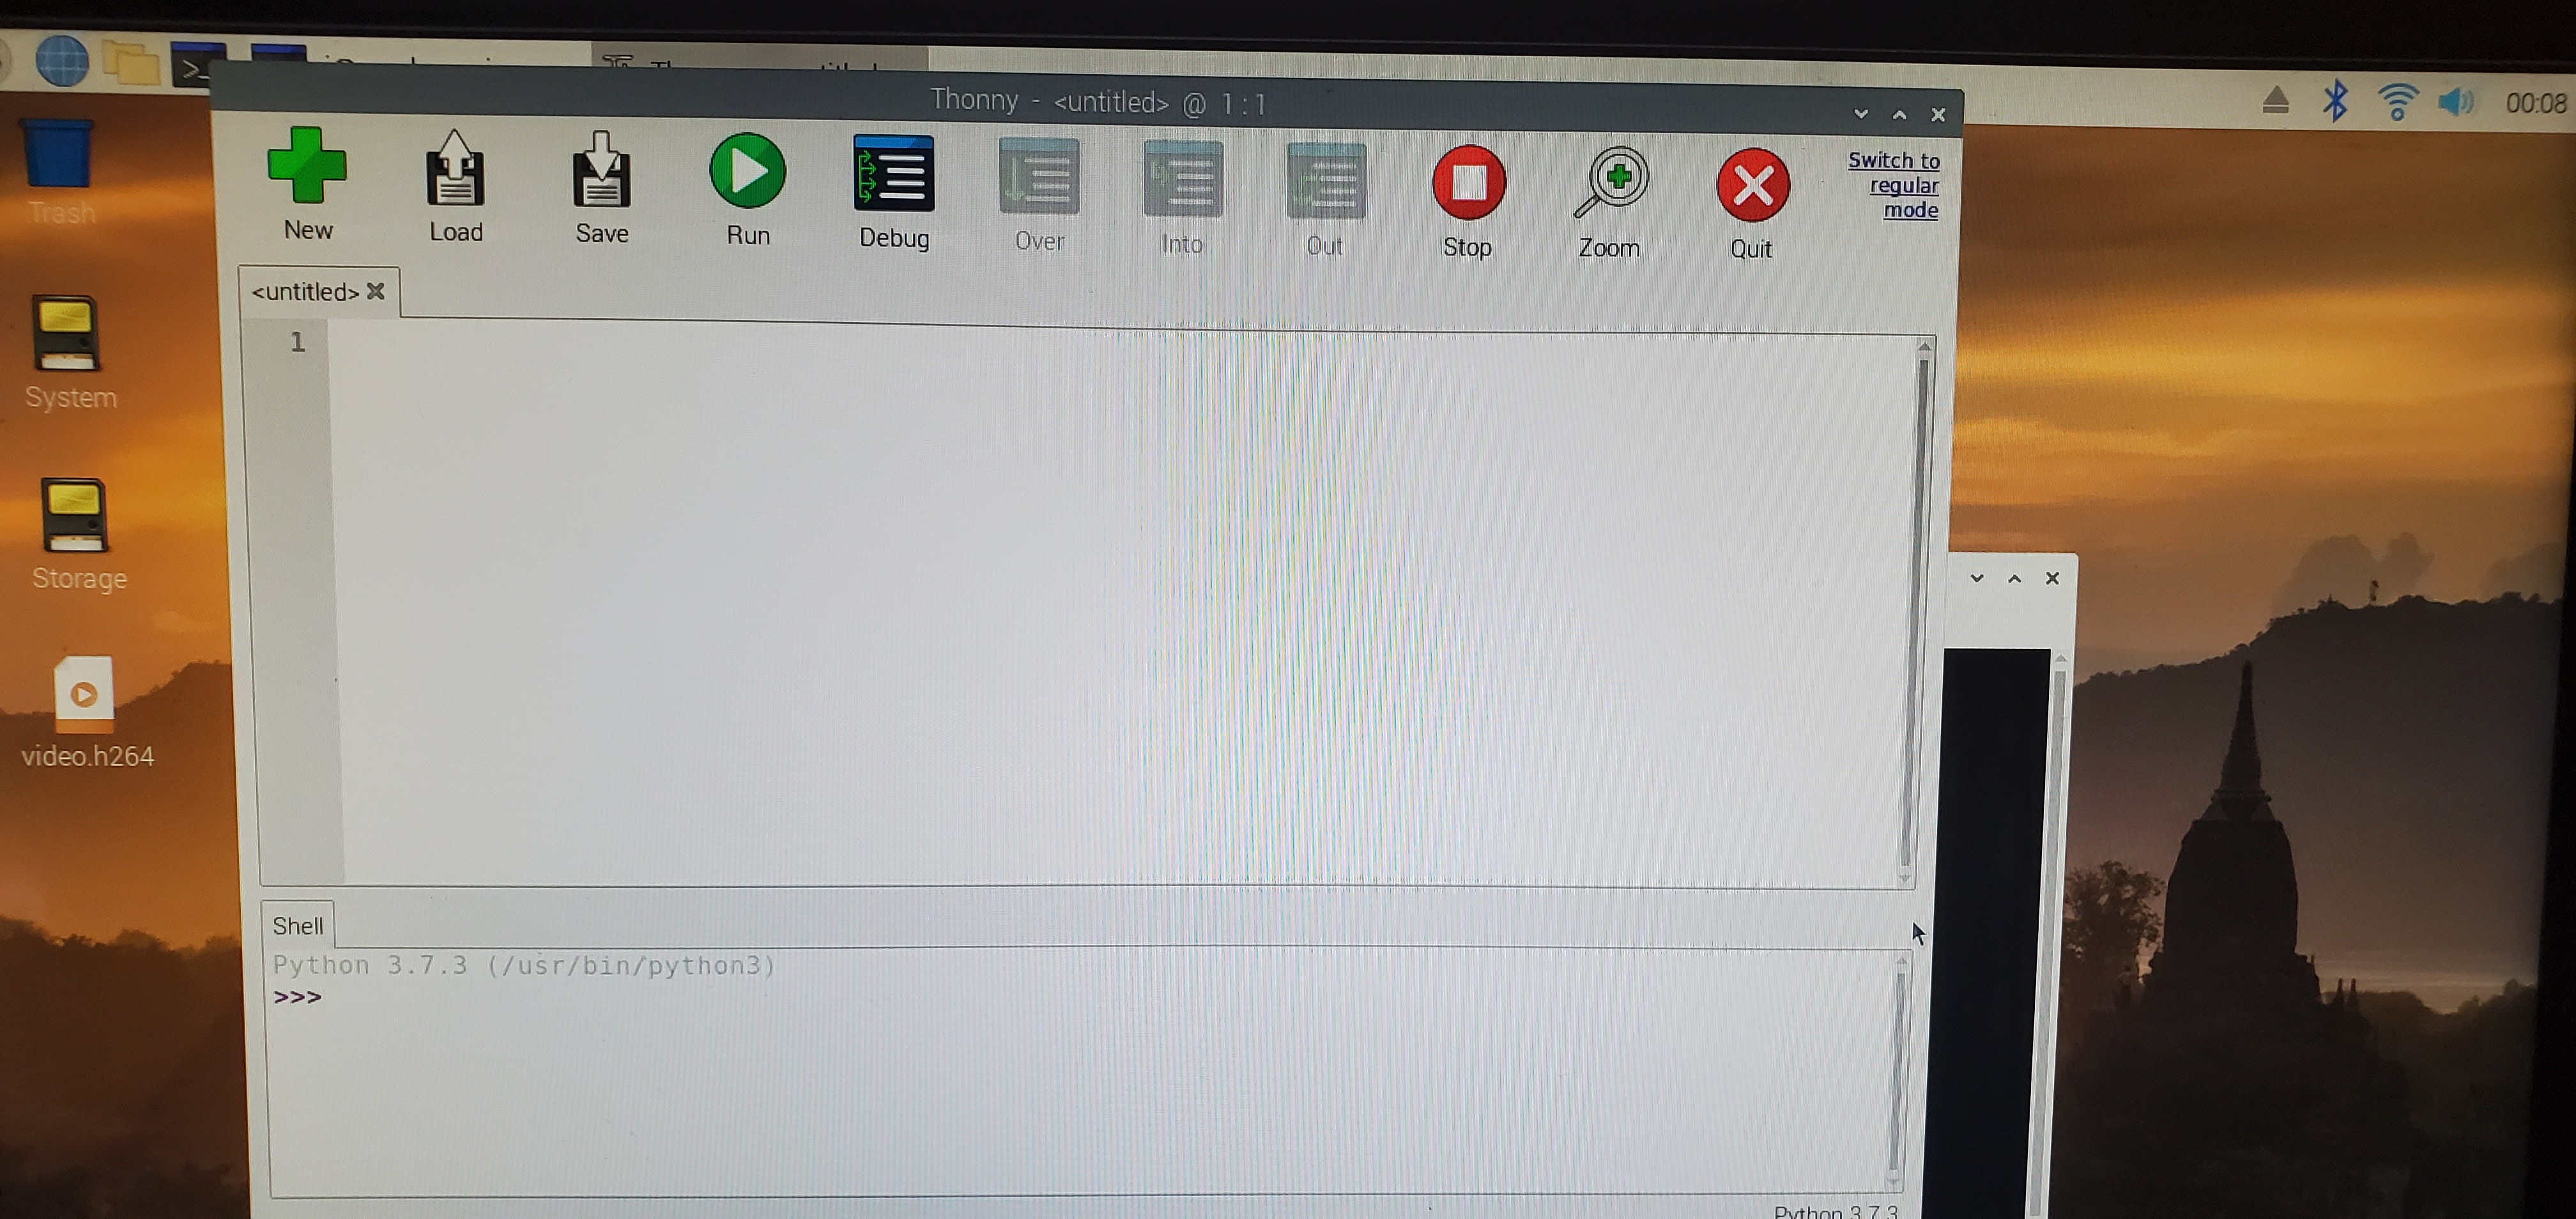 Thonny - <untitled> @ 1 : 1
00:08
New
Load
Save
Run
Debug
Over
Into
Out
Stop
Zoom
Quit
Switch to
regular
mode
<untitled>
1
Trash
System
Storage
video.h264
Shell
Python 3.7.3 (/usr/bin/python3)
>>>
Python 3.7.3